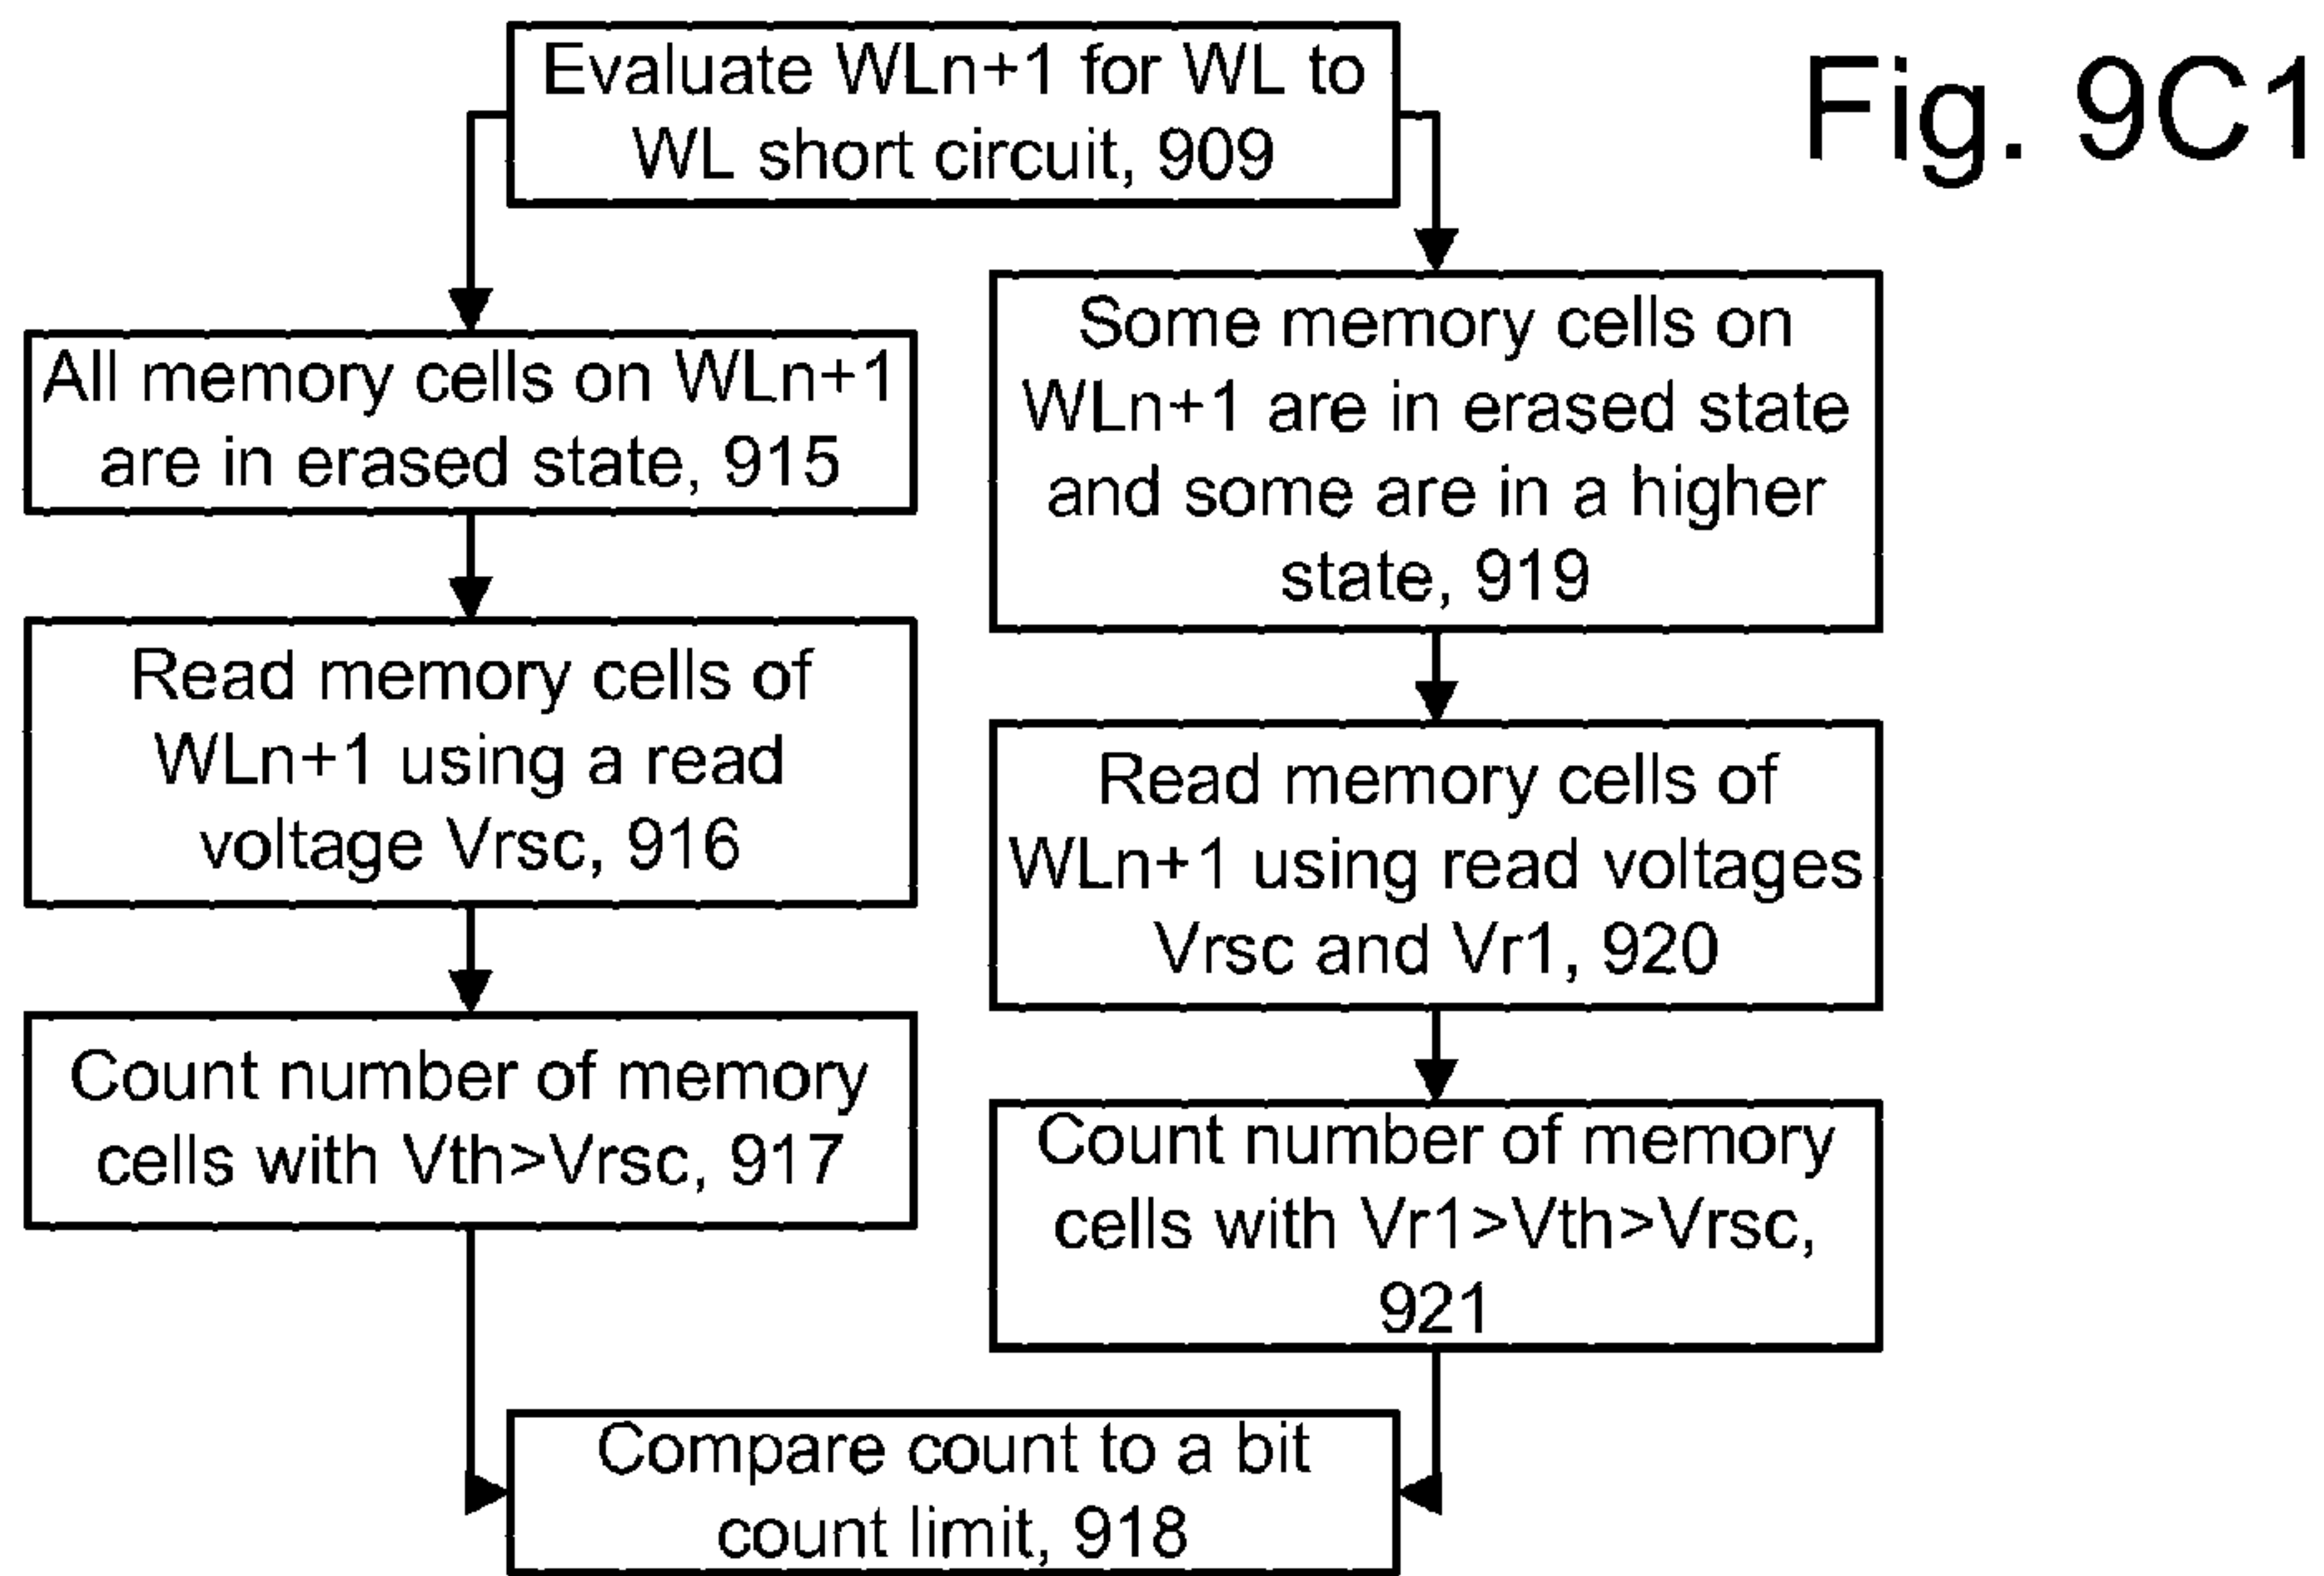 Fig. 9C1
Evaluate WLn+1 for WL to
WL short circuit, 909
All memory cells on WLn+1
are in erased state, 915
Read memory cells of
WLn+1 using a read
voltage Vrsc, 916
Count number of memory
cells with Vth>Vrsc, 917
Some memory cells on
WLn+1 are in erased state
and some are in a higher
state, 919
Read memory cells of
WLn+1 using read voltages
Vrsc and Vr1, 920
Count number of memory
cells with Vr1>Vth>Vrsc,
921
Compare count to a bit
count limit, 918